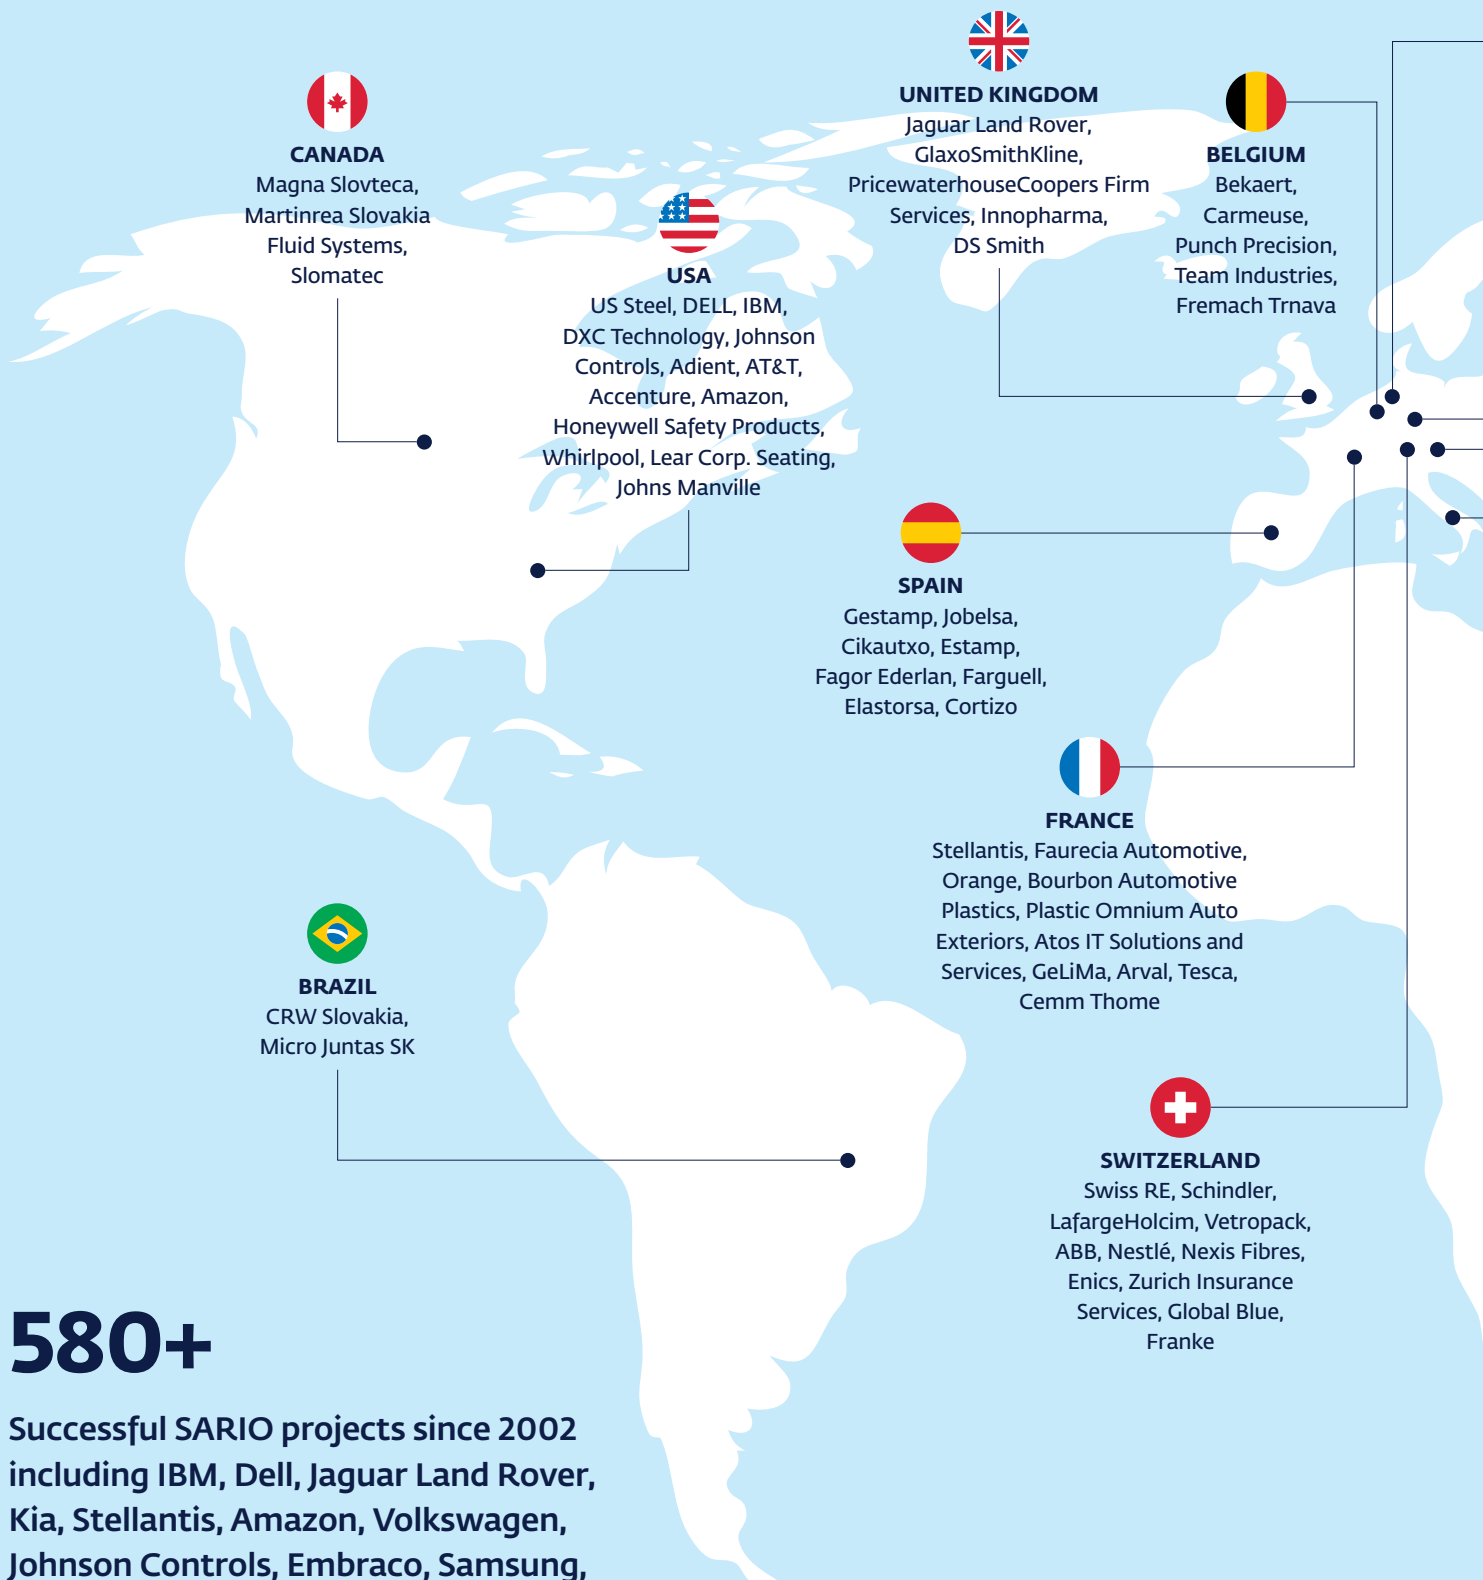 UNITED KINGDOM
Jaguar Land Rover,
GlaxoSmithKline,
PricewaterhouseCoopers Firm
Services, Innopharma,
DS Smith
CANADA
Magna Slovteca,
Martinrea Slovakia
Fluid Systems,
Slomatec
BELGIUM
Bekaert,
Carmeuse,
Punch Precision,
Team Industries,
Fremach Trnava
USA
US Steel, DELL, IBM,
DXC Technology, Johnson
Controls, Adient, AT&T,
Accenture, Amazon,
Honeywell Safety Products,
Whirlpool, Lear Corp. Seating,
Johns Manville
SPAIN
Gestamp, Jobelsa,
Cikautxo, Estamp,
Fagor Ederlan, Farguell,
Elastorsa, Cortizo
FRANCE
Stellantis, Faurecia Automotive,
Orange, Bourbon Automotive
Plastics, Plastic Omnium Auto
Exteriors, Atos IT Solutions and
Services, GeLiMa, Arval, Tesca,
Cemm Thome
BRAZIL
CRW Slovakia,
Micro Juntas SK
SWITZERLAND
Swiss RE, Schindler,
LafargeHolcim, Vetropack,
ABB, Nestlé, Nexis Fibres,
Enics, Zurich Insurance
Services, Global Blue,
Franke
580+
Successful SARIO projects since 2002
including IBM, Dell, Jaguar Land Rover,
Kia, Stellantis, Amazon, Volkswagen,
Johnson Controls, Embraco, Samsung,